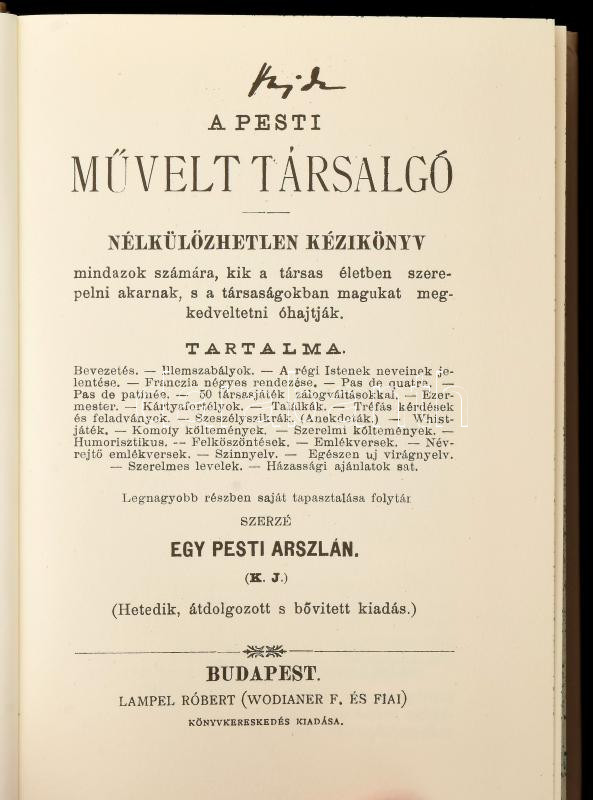 A PESTI
MŰVELT TÁRSALGÓ
NÉLKÜLÖZHETLEN KÉZIKÖNYV
mindazok számára, kik a társas életben szere-
pelni akarnak, s a társaságokban magukat meg-
kedveltetni óhajtják.
TARTALMA.
Bevezetés. — Illemszabályok. — A régi Istenek neveinek je-
lentése. — Franczia négyes rendezése. — Pas de quatra. —
Pas de patinée. — 50 társasjáték zálogváltásokkal. — Ezer-
mester. — Kártyafortélyok. — Találkák. — Tréfás kérdések
és feladványok. — Szeszélyszikrák. (Anekdoták.) — Whist-
játék. — Komoly költemények. — Szerelmi költemények. —
Humorisztikus. — Felköszöntések. — Emlékversek. — Név-
rejtő emlékversek. — Szinnyelv. — Egészen uj virágnyelv.
— Szerelmes levelek. — Házassági ajánlatok sat.
Legnagyobb részben saját tapasztalása folytán
SZERZÉ
EGY PESTI ARSZLÁN.
(K. J.)
(Hetedik, átdolgozott s bővitett kiadás.)
BUDAPEST.
LAMPEL RÓBERT (WODIANER F. ÉS FIAI)
KÖNYVKERESKEDÉS KIADÁSA.